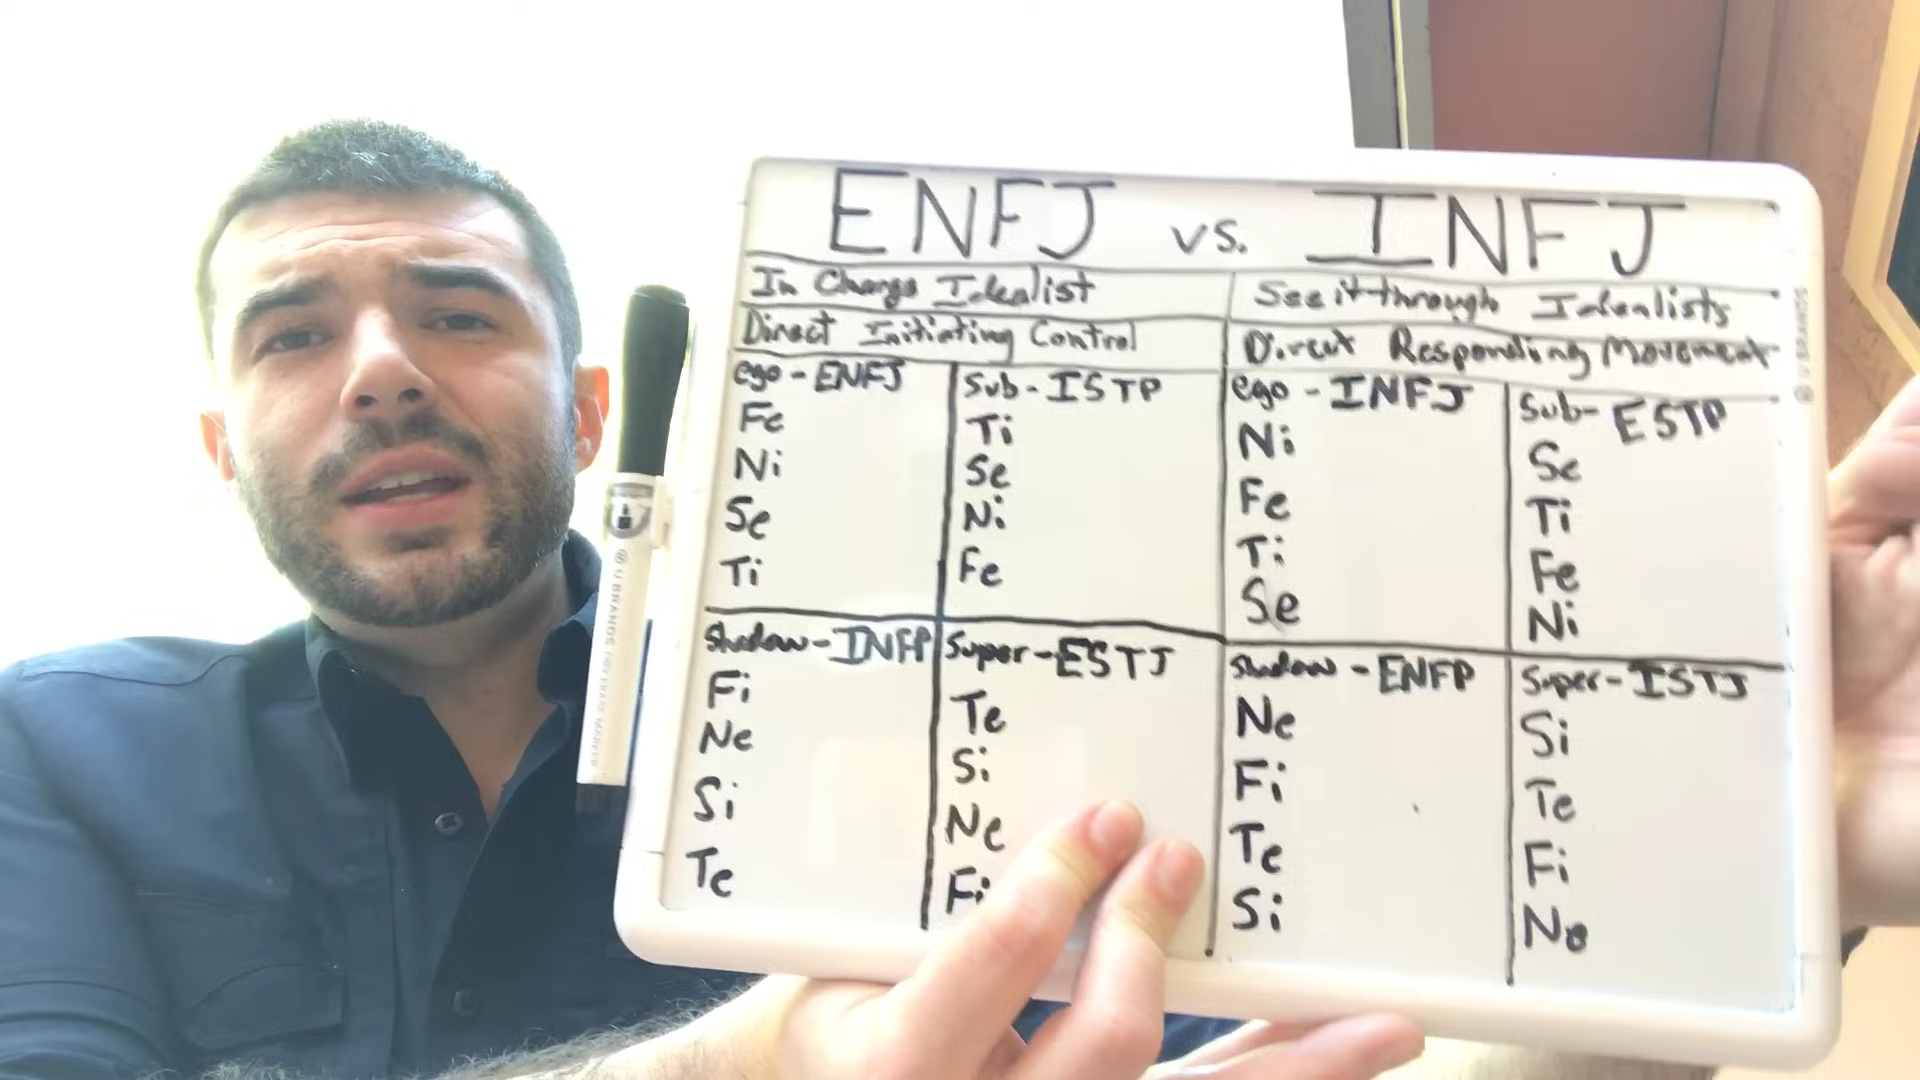 ENFJ vs. INFJ
In Charge Idealist
See it through Idealists
Direct Initiating Control
Direct Responding Movement
ego - ENFJ
Fe
Ni
Se
Ti
Sub - ISTP
Ti
Se
Ni
Fe
ego - INFJ
Ni
Fe
Ti
Se
Sub - ESTP
Se
Ti
Fe
Ni
Shadow - INFP
Fi
Ne
Si
Te
Super - ESTJ
Te
Si
Ne
Fi
Shadow - ENFP
Ne
Fi
Te
Si
Super - ISTJ
Si
Te
Fi
Ne
U BRANDS